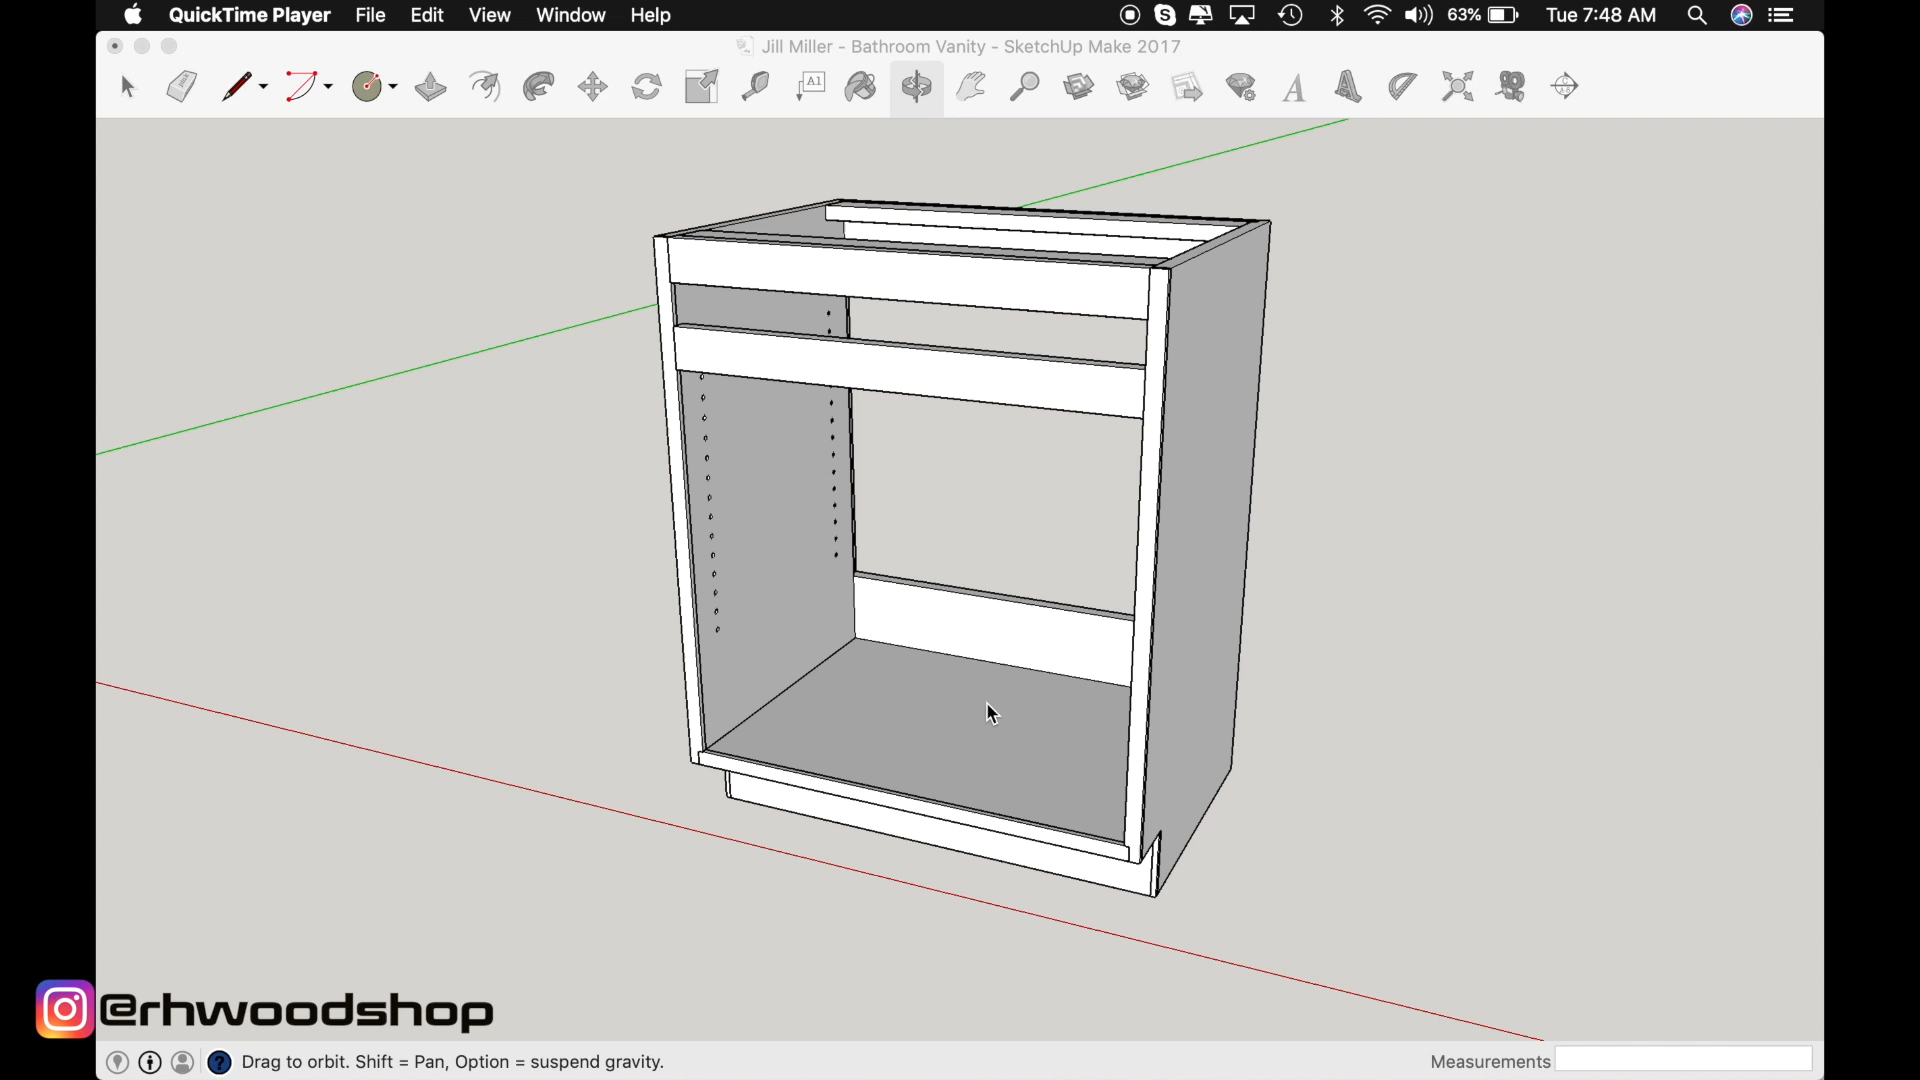 QuickTime Player File Edit View Window Help 63% Tue 7:48 AM
Jill Miller - Bathroom Vanity - SketchUp Make 2017
A1
@rhwoodshop
Drag to orbit. Shift = Pan, Option = suspend gravity. Measurements